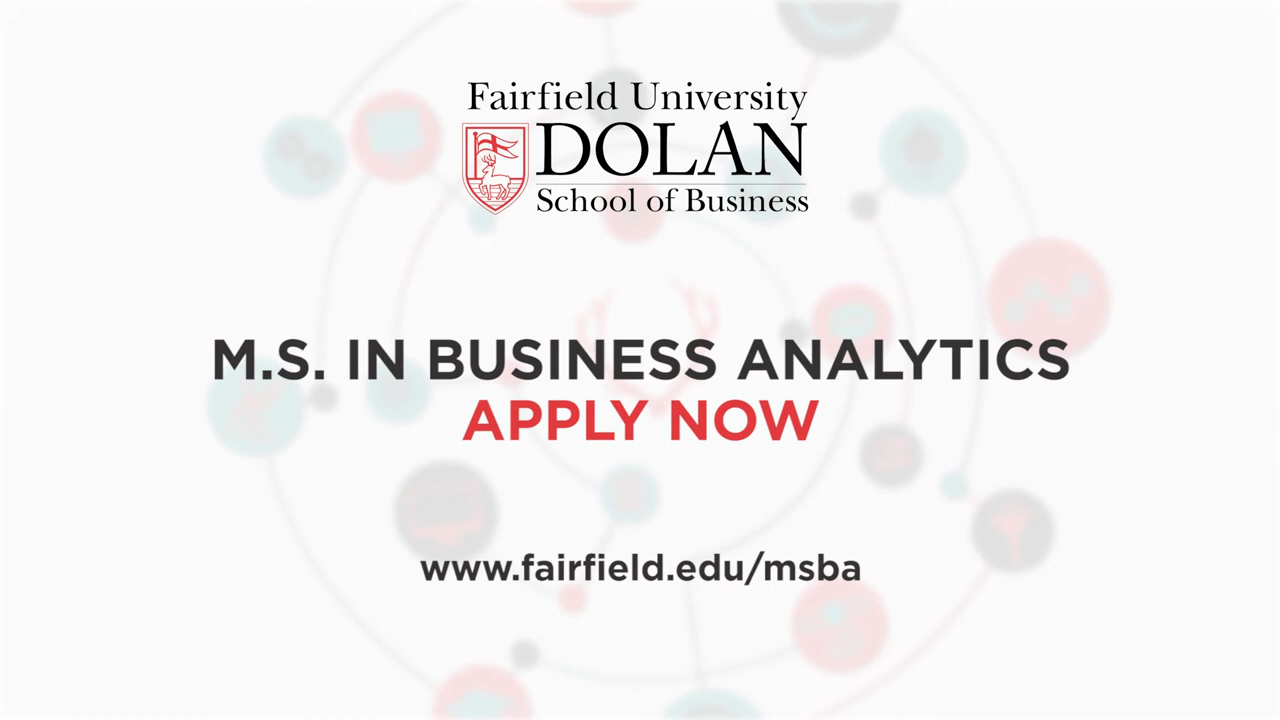 Fairfield University
DOLAN
School of Business
M.S. IN BUSINESS ANALYTICS
APPLY NOW
www.fairfield.edu/msba